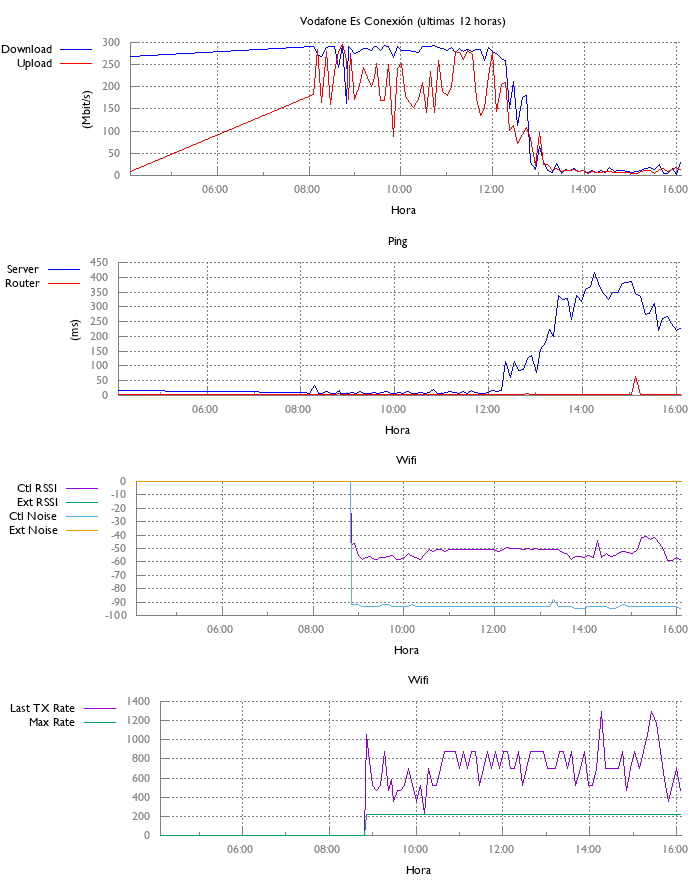 Vodafone Es Conexión (ultimas 12 horas)
Download
Upload
300
250
200
150
100
50
0
(Mbit/s)
06:00 08:00 10:00 12:00 14:00 16:00
Hora
Ping
Server
Router
450
400
350
300
250
200
150
100
50
0
(ms)
06:00 08:00 10:00 12:00 14:00 16:00
Hora
Wifi
Ctl RSSI
Ext RSSI
Ctl Noise
Ext Noise
0
-10
-20
-30
-40
-50
-60
-70
-80
-90
-100
06:00 08:00 10:00 12:00 14:00 16:00
Hora
Wifi
Last TX Rate
Max Rate
1400
1200
1000
800
600
400
200
0
06:00 08:00 10:00 12:00 14:00 16:00
Hora